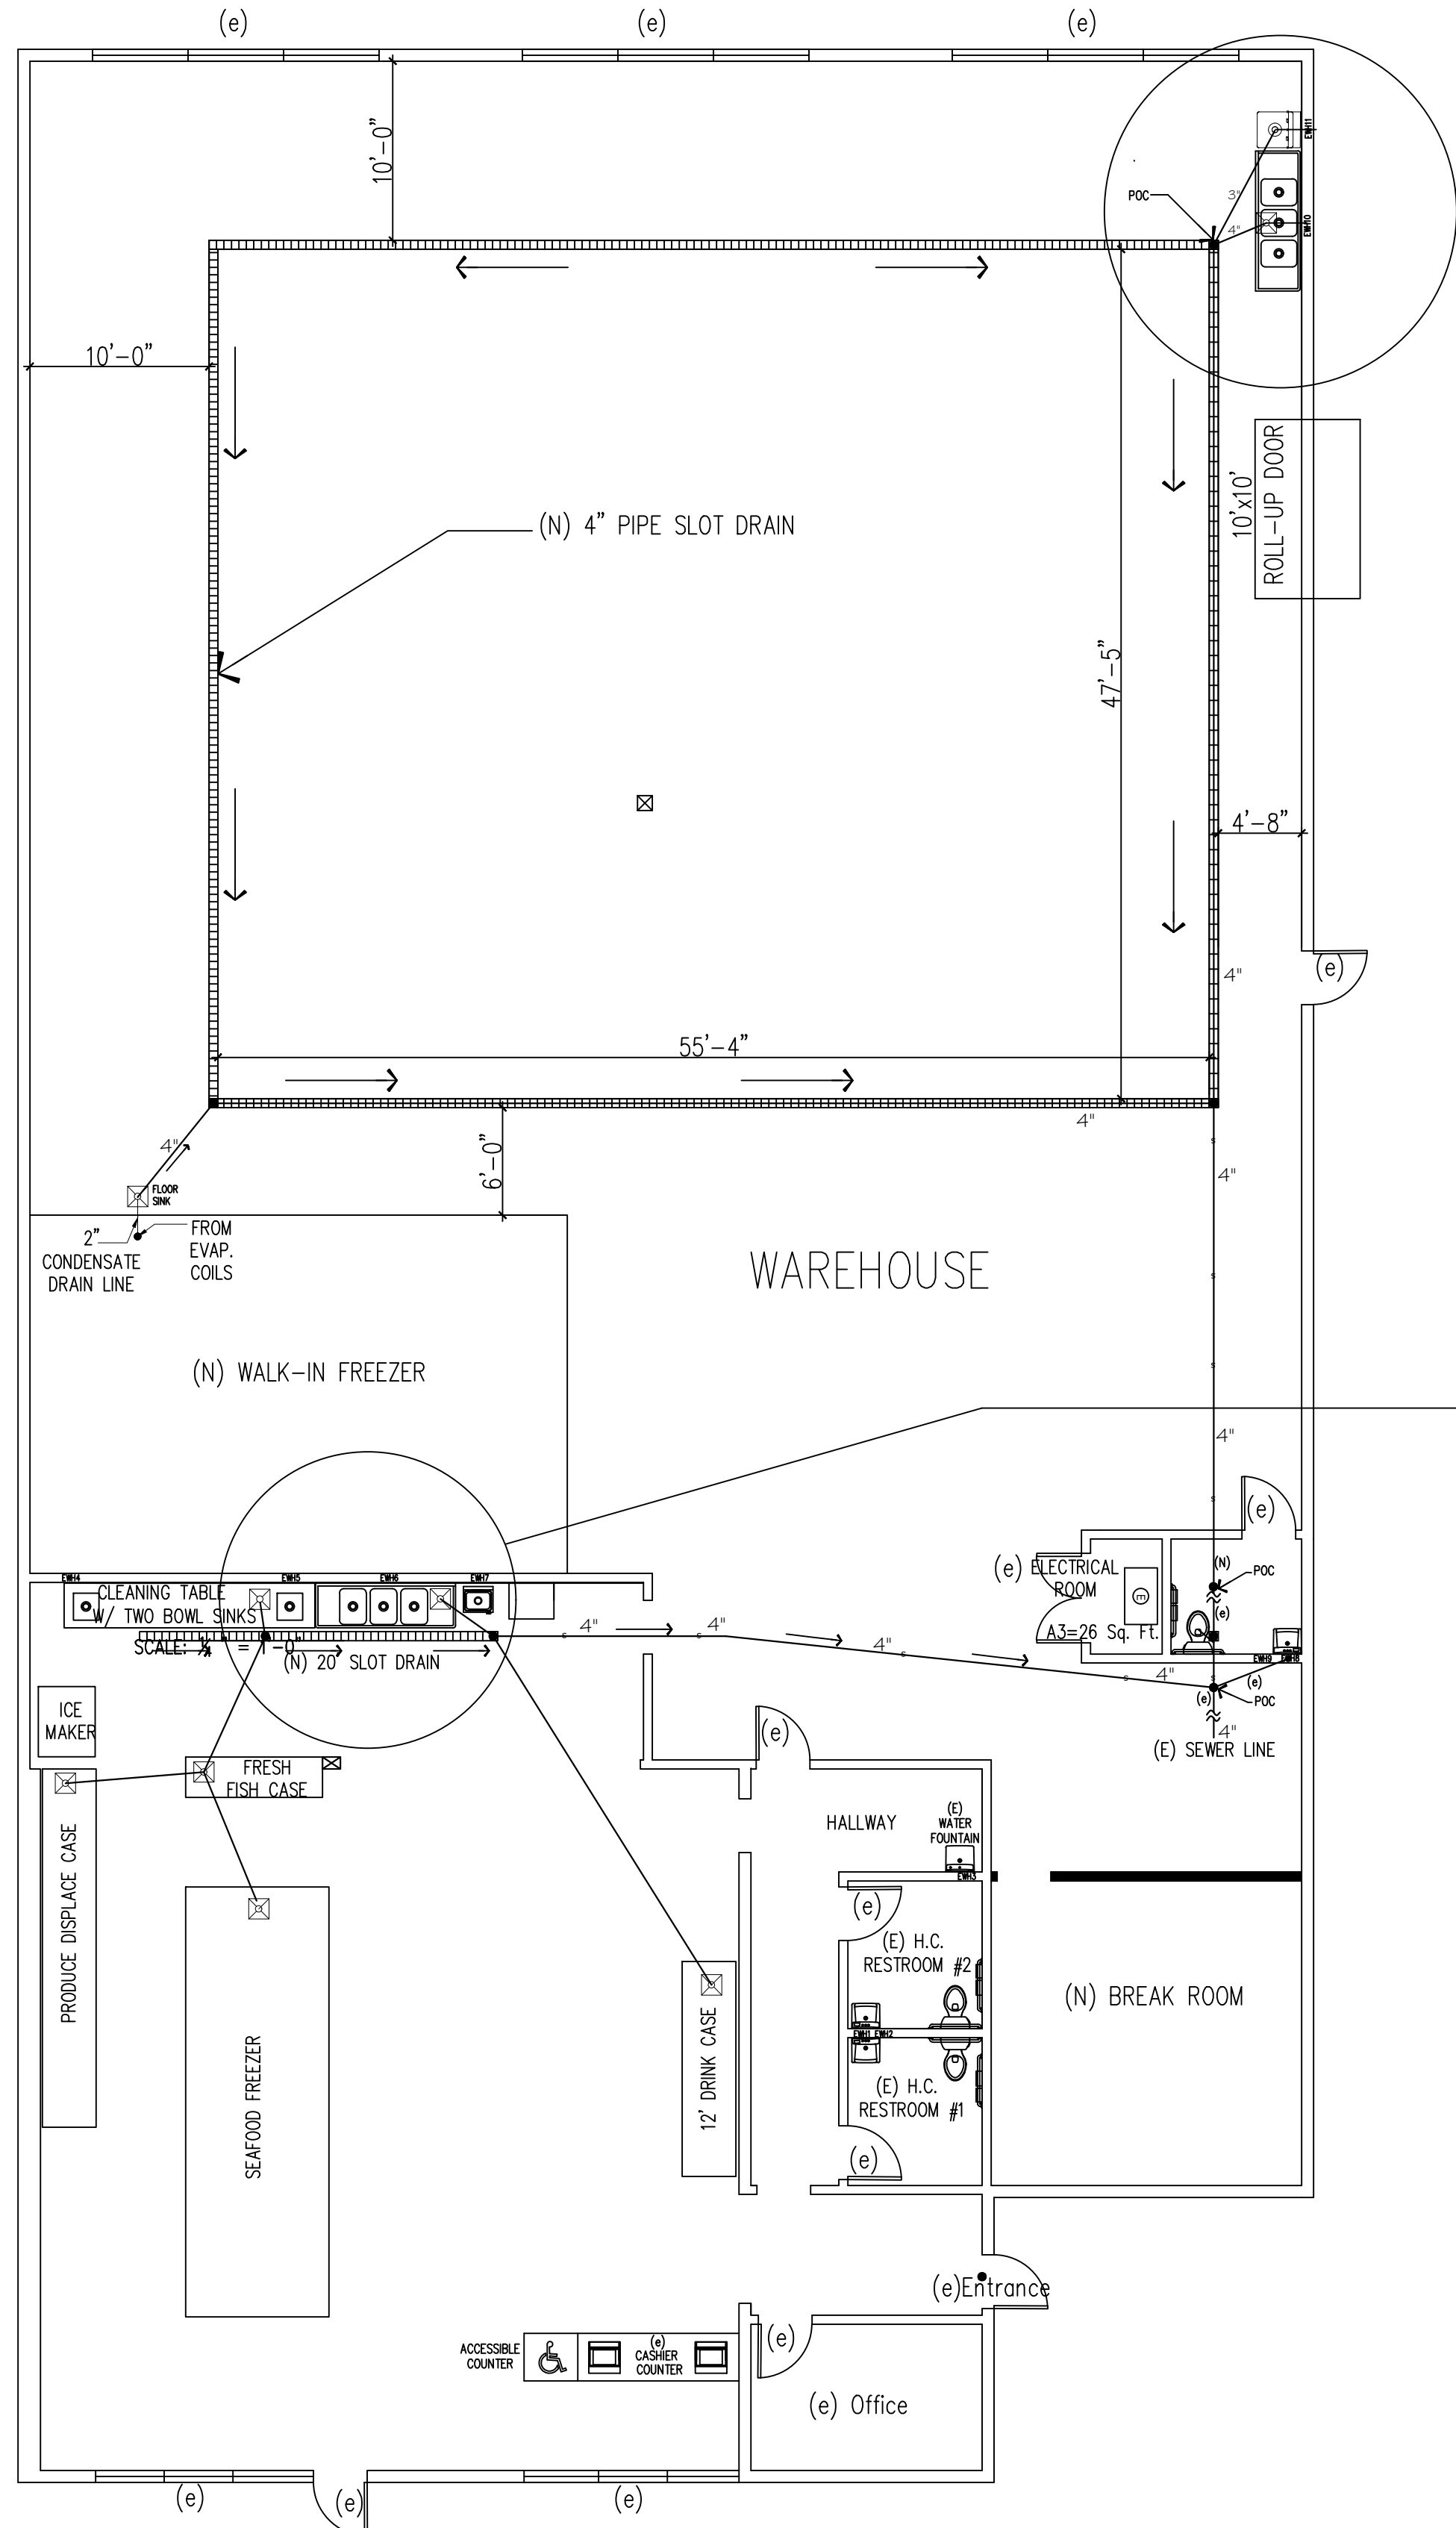 (e)
(e)
(e)
10'-0"
EWH11
POC
3"
4"
EWH10
10'-0"
10'x10'
ROLL-UP DOOR
(N) 4" PIPE SLOT DRAIN
47'-5"
4'-8"
(e)
4"
55'-4"
4"
4"
6'-0"
4"
FLOOR
SINK
2"
CONDENSATE
DRAIN LINE
FROM
EVAP.
COILS
s
s
s
s
WAREHOUSE
(N) WALK-IN FREEZER
4"
(e)
(e) ELECTRICAL
ROOM
E
A3=26 Sq. Ft.
(N)
POC
(e)
EWH9
EWH8
EWH4
EWH5
EWH6
EWH7
CLEANING TABLE
W/ TWO BOWL SINKS
(N) 20' SLOT DRAIN
s
4"
s
4"
4"
s
s
4"
s
(e)
(e)
POC
4"
(E) SEWER LINE
ICE
MAKER
FRESH
FISH CASE
(e)
HALLWAY
(E)
WATER
FOUNTAIN
EWH3
PRODUCE DISPLACE CASE
SEAFOOD FREEZER
12' DRINK CASE
(e)
(E) H.C.
RESTROOM #2
EWH1 EWH2
(E) H.C.
RESTROOM #1
(e)
(N) BREAK ROOM
(e)Entrance
ACCESSIBLE
COUNTER
(e)
CASHIER
COUNTER
(e)
(e) Office
(e)
(e)
(e)